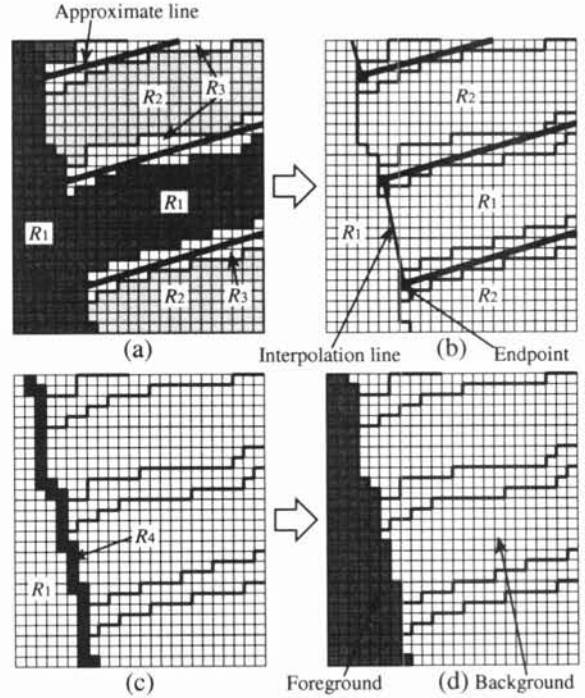 Approximate line
R2
R3
R1
R1
R2
R3
(a)
R2
R1
R1
R2
(b)
Interpolation line
Endpoint
R4
R1
(c)
(d)
Foreground
Background